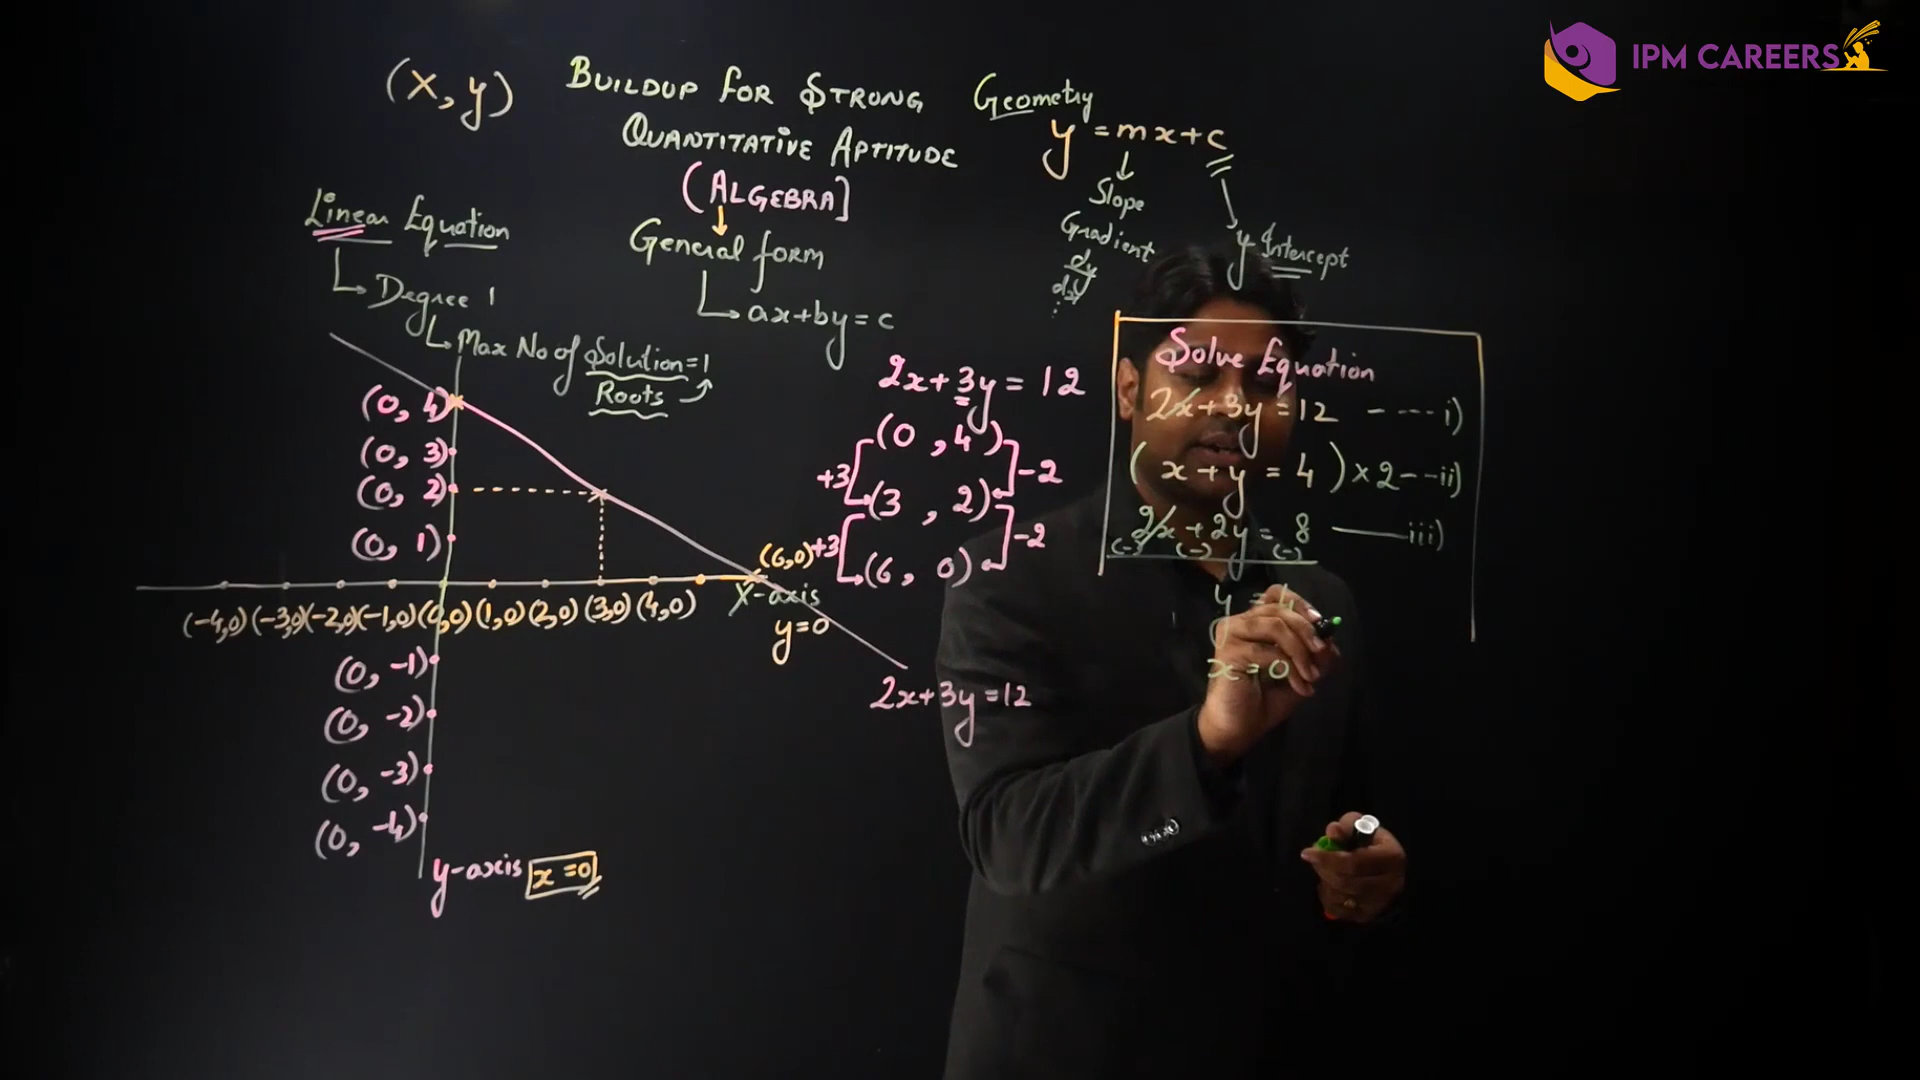 IPM CAREERS
(x, y)
BUILDUP FOR STRONG
QUANTITATIVE APTITUDE
(ALGEBRA]
General form
ax+by=c
Linear Equation
Degree 1
Max No of Solution=1
Roots
Geometry
y = mx+c
Slope
Gradient
dy
dx
y-Intercept
(0, 4)
(0, 3)
(0, 2)
(0, 1)
(-4,0) (-3,0) (-2,0) (-1,0) (0,0) (1,0) (2,0) (3,0) (4,0)
(6,0)
X-axis
y=0
(0, -1)
(0, -2)
(0, -3)
(0, -4)
y-axis x=0
2x+3y=12
2x+3y=12
(0, 4)
+3 -2
(3, 2)
+3 -2
(6, 0)
Solve Equation
2x+3y=12 ---- i)
(x+y=4)×2--ii)
2x+2y=8 ——iii)
(-) (-) (-)
y = 4
x = 0